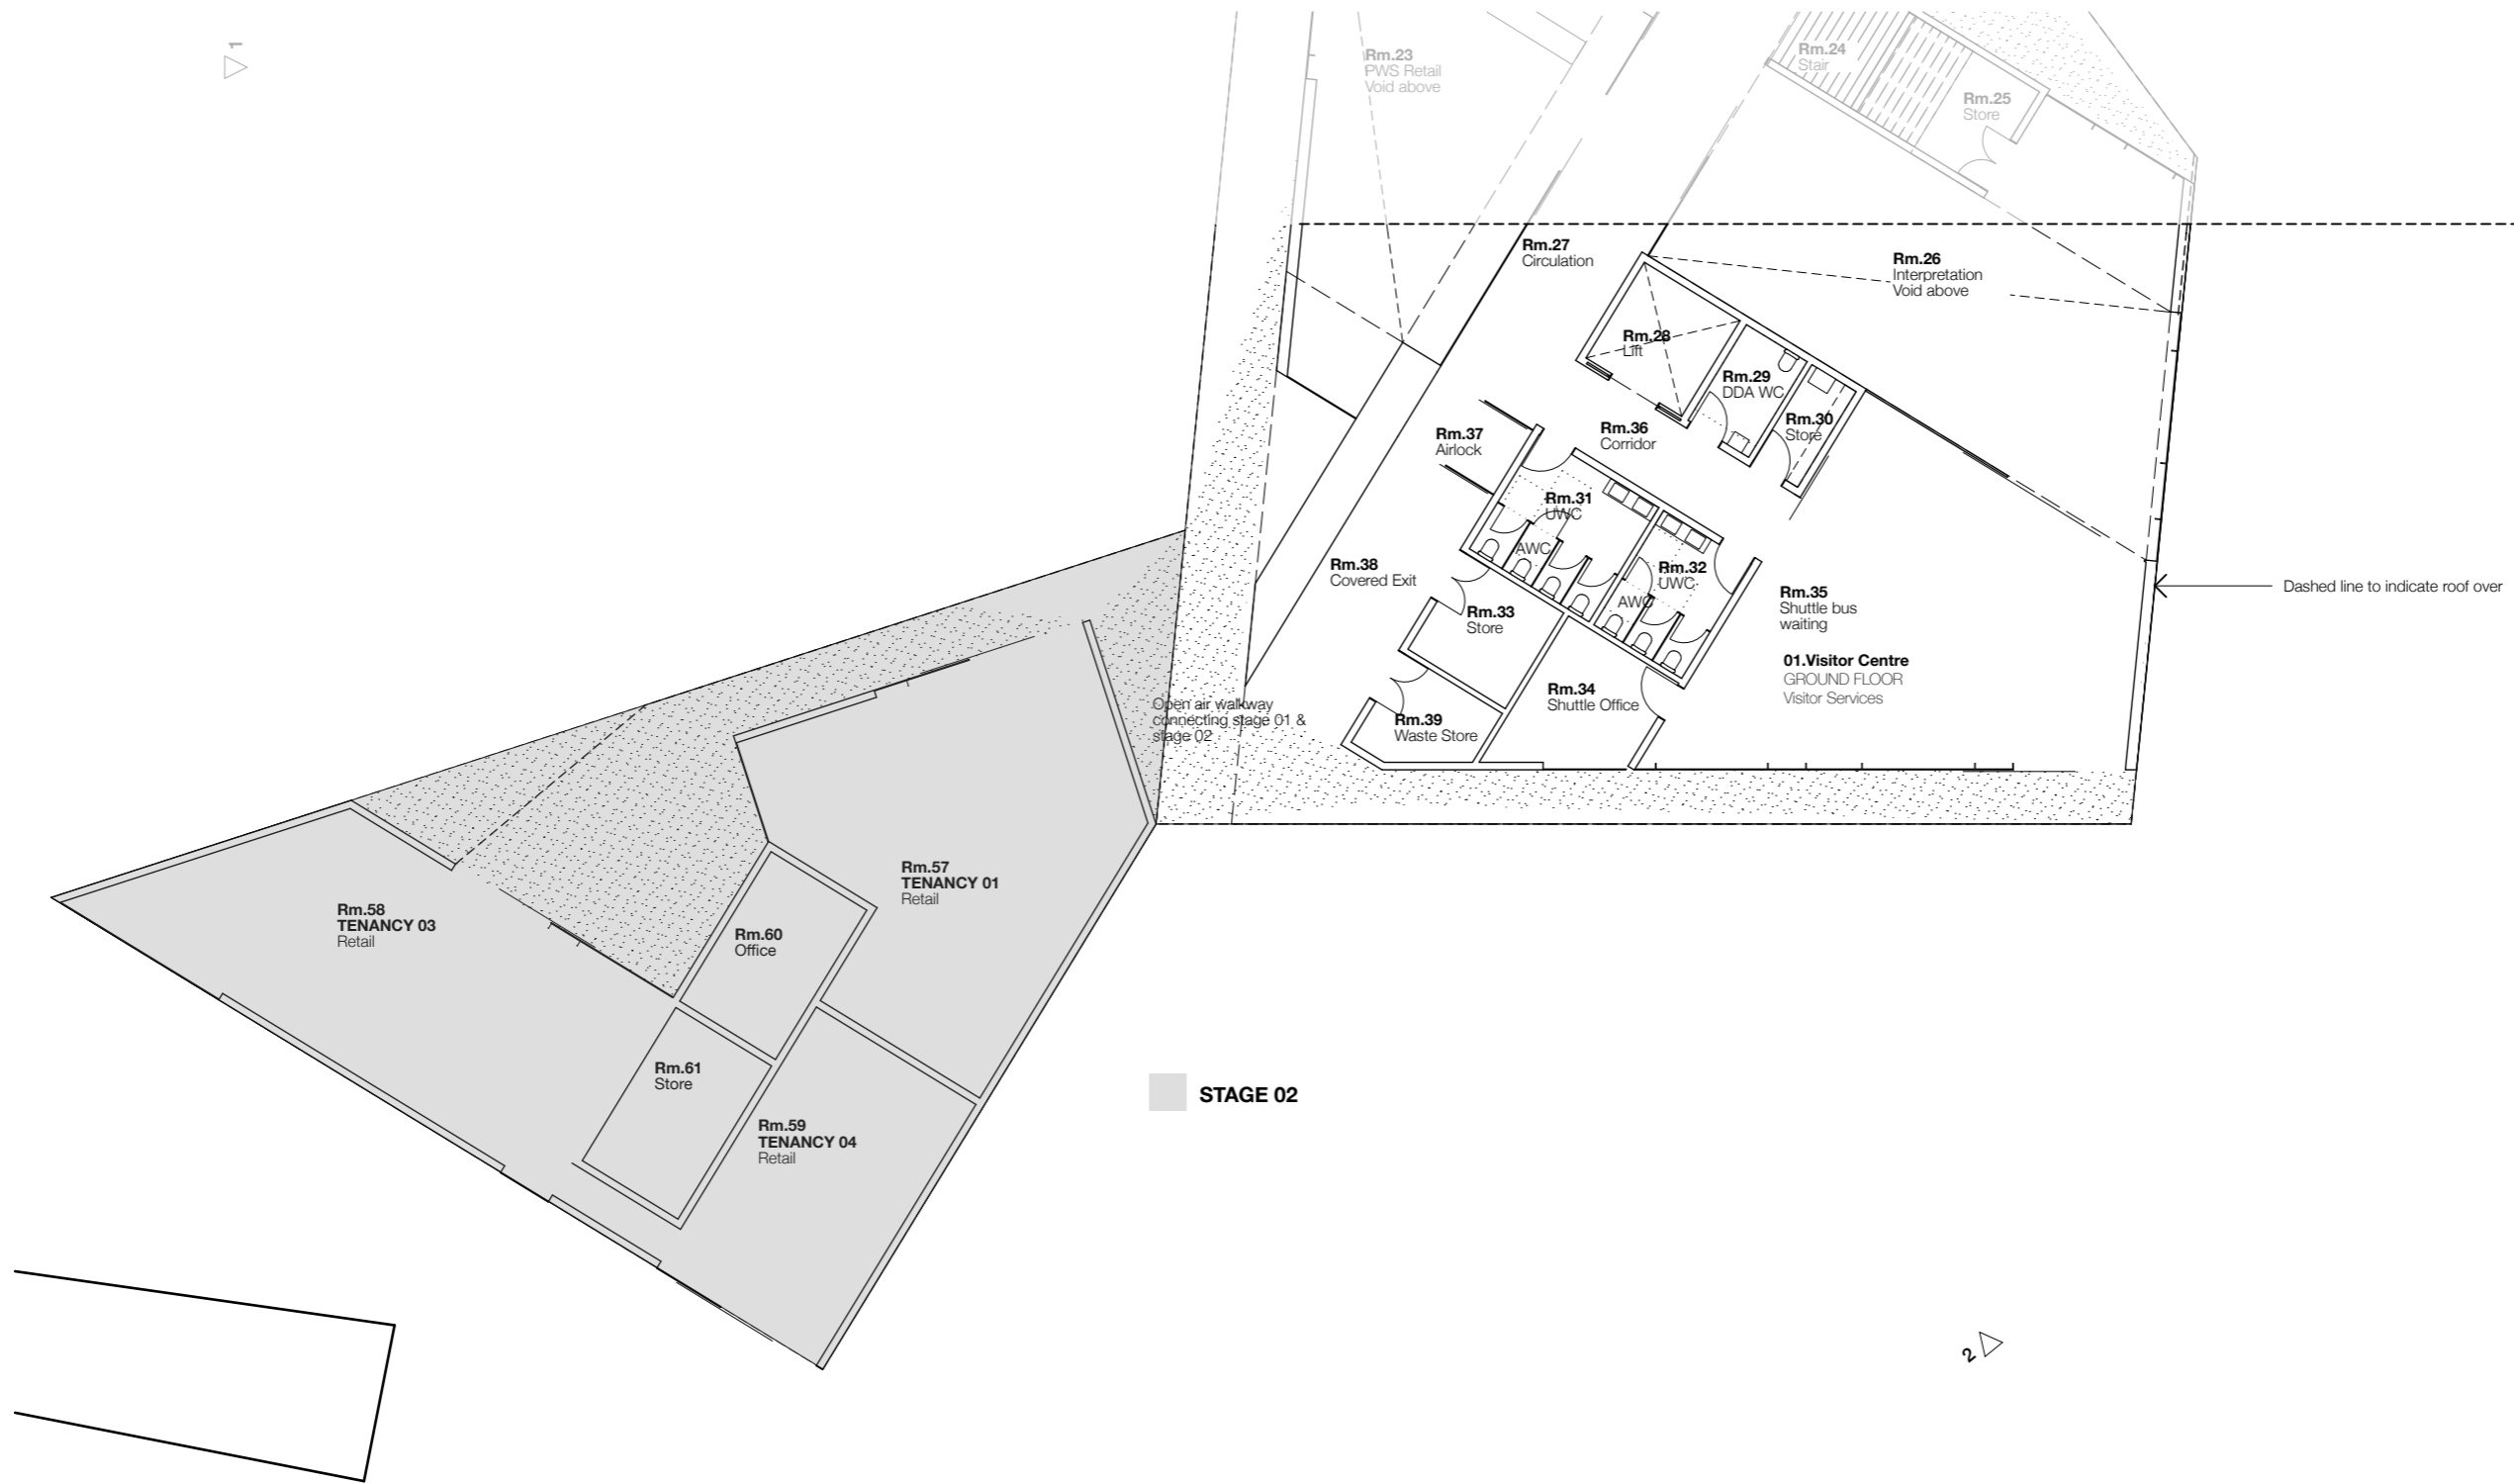 1
Rm.23
PWS Retail
Void above
Rm.24
Stair
Rm.25
Store
Rm.27
Circulation
Rm.26
Interpretation
Void above
Rm.28
Lift
Rm.29
DDA WC
Rm.30
Store
Rm.37
Airlock
Rm.36
Corridor
Rm.31
UWC
AWC
Rm.38
Covered Exit
Rm.32
UWC
AWC
Rm.33
Store
Rm.35
Shuttle bus
waiting
Dashed line to indicate roof over
01.Visitor Centre
GROUND FLOOR
Visitor Services
Rm.34
Shuttle Office
Open air walkway
connecting stage 01 &
stage 02
Rm.39
Waste Store
Rm.57
TENANCY 01
Retail
Rm.58
TENANCY 03
Retail
Rm.60
Office
Rm.61
Store
STAGE 02
Rm.59
TENANCY 04
Retail
2